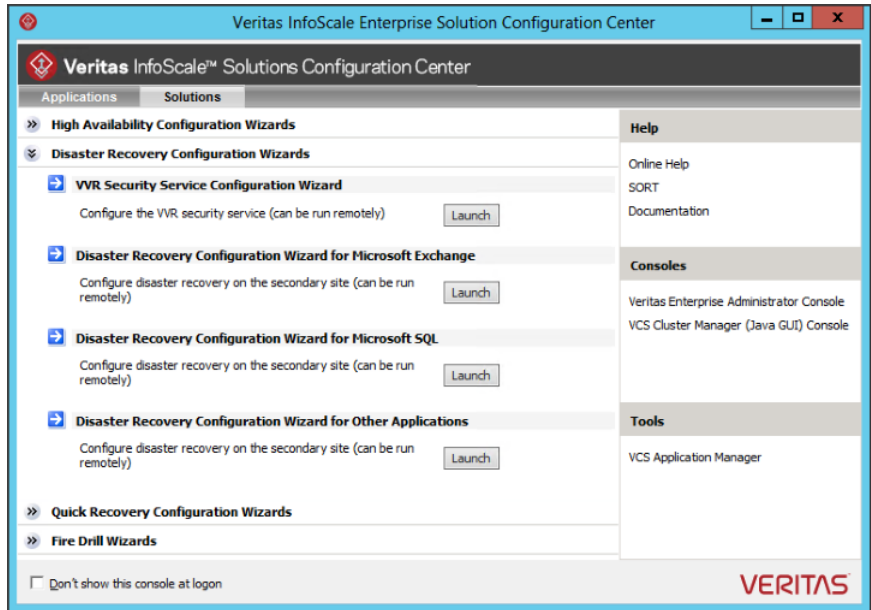 Veritas InfoScale Enterprise Solution Configuration Center
Veritas InfoScale™ Solutions Configuration Center
Applications
Solutions
High Availability Configuration Wizards
Disaster Recovery Configuration Wizards
VVR Security Service Configuration Wizard
Configure the VVR security service (can be run remotely)
Launch
Disaster Recovery Configuration Wizard for Microsoft Exchange
Configure disaster recovery on the secondary site (can be run
remotely)
Launch
Disaster Recovery Configuration Wizard for Microsoft SQL
Configure disaster recovery on the secondary site (can be run
remotely)
Launch
Disaster Recovery Configuration Wizard for Other Applications
Configure disaster recovery on the secondary site (can be run
remotely)
Launch
Quick Recovery Configuration Wizards
Fire Drill Wizards
Help
Online Help
SORT
Documentation
Consoles
Veritas Enterprise Administrator Console
VCS Cluster Manager (Java GUI) Console
Tools
VCS Application Manager
Don't show this console at logon
VERITAS